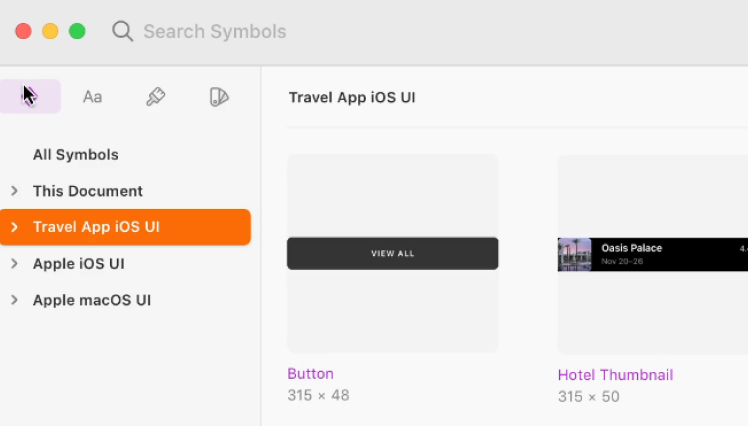 Search Symbols
Aa
All Symbols
This Document
Travel App iOS UI
Apple iOS UI
Apple macOS UI
Travel App iOS UI
VIEW ALL
Button
315 × 48
Oasis Palace
Nov 20–26
Hotel Thumbnail
315 × 50